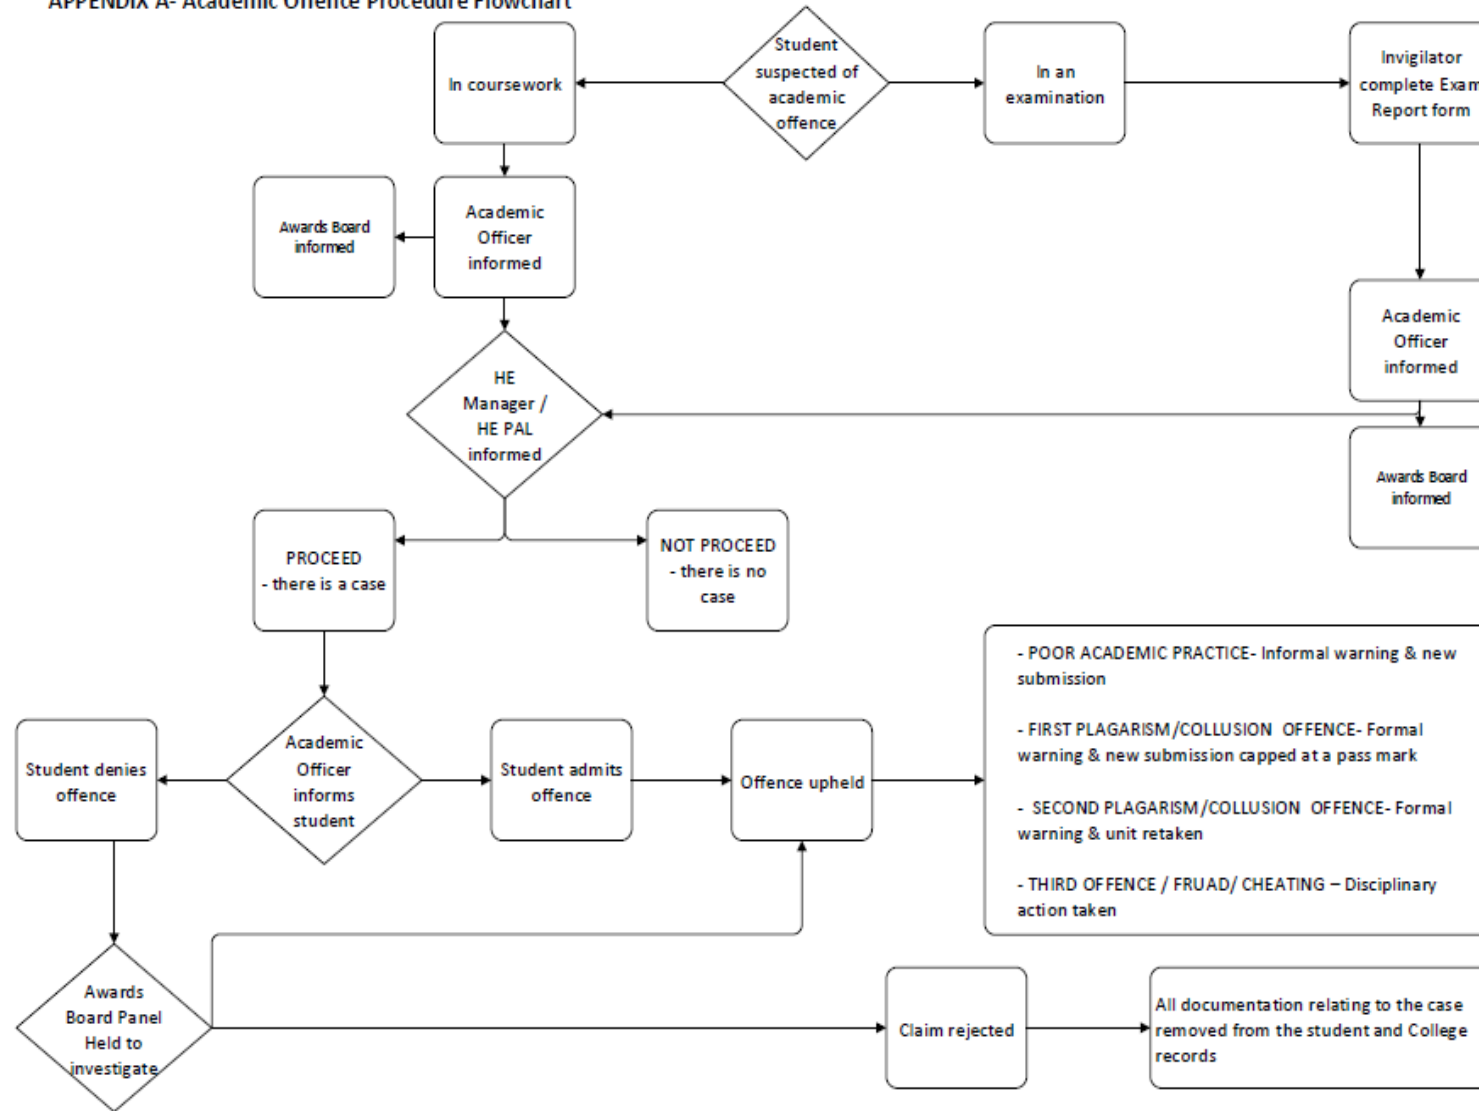 APPENDIX A- Academic Offence Procedure Flowchart
In coursework
Student
suspected of
academic
offence
In an
examination
Invigilator
complete Exam
Report form
Awards Board
informed
Academic
Officer
informed
Academic
Officer
informed
HE
Manager /
HE PAL
informed
Awards Board
informed
PROCEED
- there is a case
NOT PROCEED
- there is no
case
- POOR ACADEMIC PRACTICE- Informal warning & new
submission
- FIRST PLAGARISM/COLLUSION OFFENCE- Formal
warning & new submission capped at a pass mark
- SECOND PLAGARISM/COLLUSION OFFENCE- Formal
warning & unit retaken
- THIRD OFFENCE / FRUAD/ CHEATING – Disciplinary
action taken
Student denies
offence
Academic
Officer
informs
student
Student admits
offence
Offence upheld
Awards
Board Panel
Held to
investigate
Claim rejected
All documentation relating to the case
removed from the student and College
records